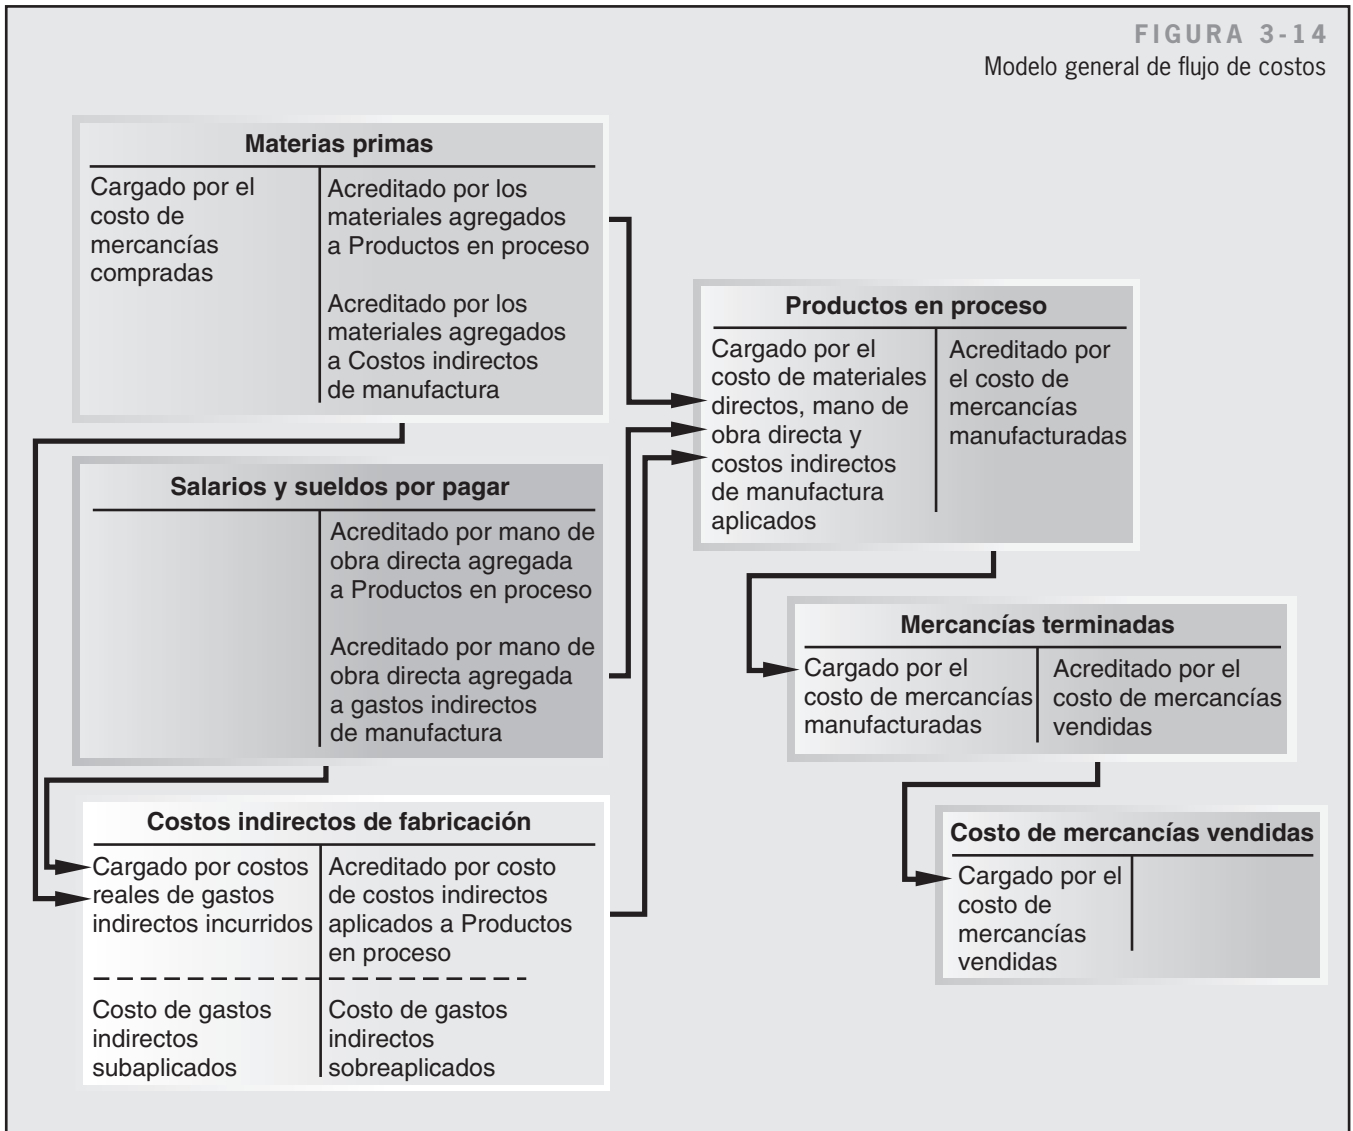 FIGURA 3-14
Modelo general de flujo de costos
Materias primas
Cargado por el
costo de
mercancías
compradas
Acreditado por los
materiales agregados
a Productos en proceso
Acreditado por los
materiales agregados
a Costos indirectos
de manufactura
Salarios y sueldos por pagar
Acreditado por mano de
obra directa agregada
a Productos en proceso
Acreditado por mano de
obra directa agregada
a gastos indirectos
de manufactura
Costos indirectos de fabricación
Cargado por costos
reales de gastos
indirectos incurridos
Acreditado por costo
de costos indirectos
aplicados a Productos
en proceso
Costo de gastos
indirectos
subaplicados
Costo de gastos
indirectos
sobreaplicados
Productos en proceso
Cargado por el
costo de materiales
directos, mano de
obra directa y
costos indirectos
de manufactura
aplicados
Acreditado por
el costo de
mercancías
manufacturadas
Mercancías terminadas
Cargado por el
costo de mercancías
manufacturadas
Acreditado por el
costo de mercancías
vendidas
Costo de mercancías vendidas
Cargado por el
costo de
mercancías
vendidas